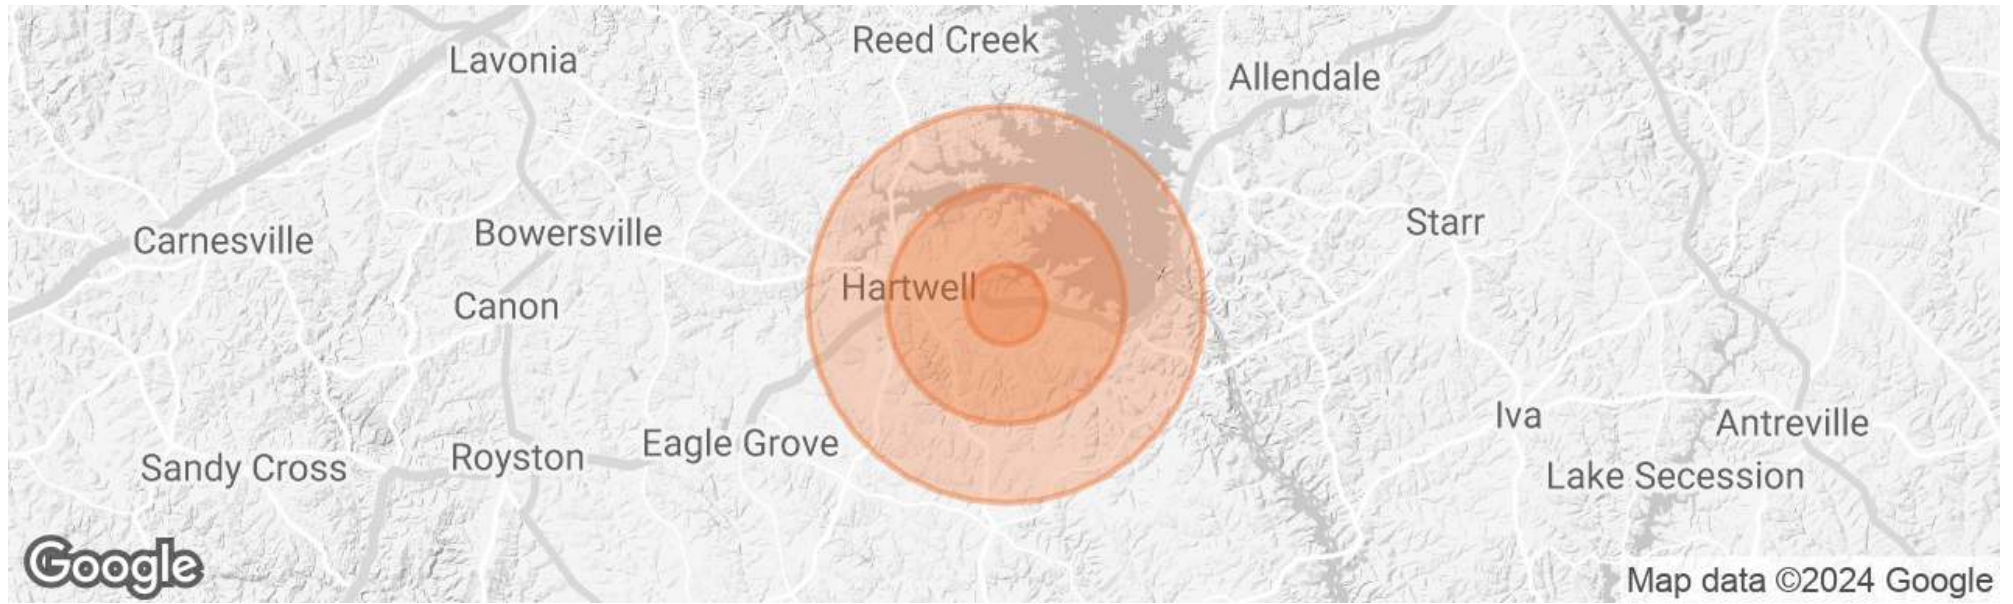 Reed Creek
Lavonia
Allendale
Starr
Carnesville
Bowersville
Hartwell
Canon
Iva
Antreville
Eagle Grove
Royston
Sandy Cross
Lake Secession
Google
Map data ©2024 Google